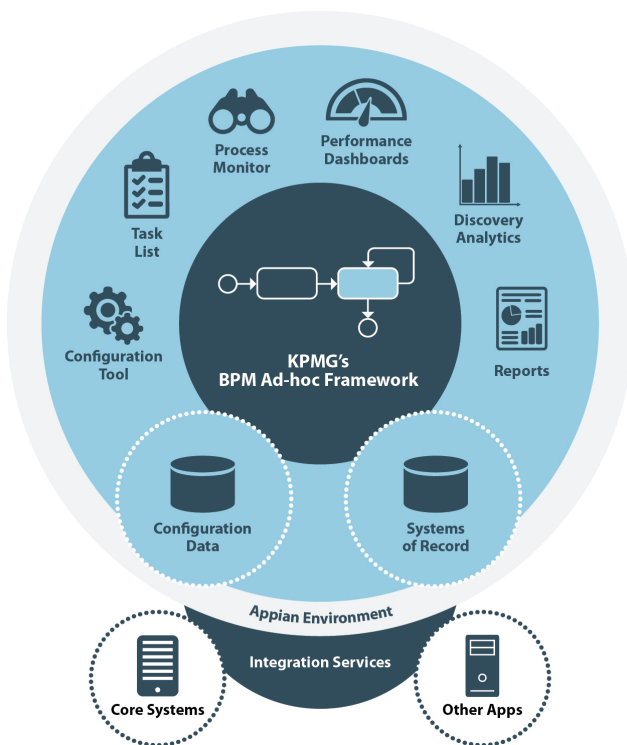 Process
Monitor
Performance
Dashboards
Task
List
Discovery
Analytics
Configuration
Tool
KPMG's
BPM Ad-hoc Framework
Reports
Configuration
Data
Systems
of Record
Appian Environment
Integration Services
Core Systems
Other Apps